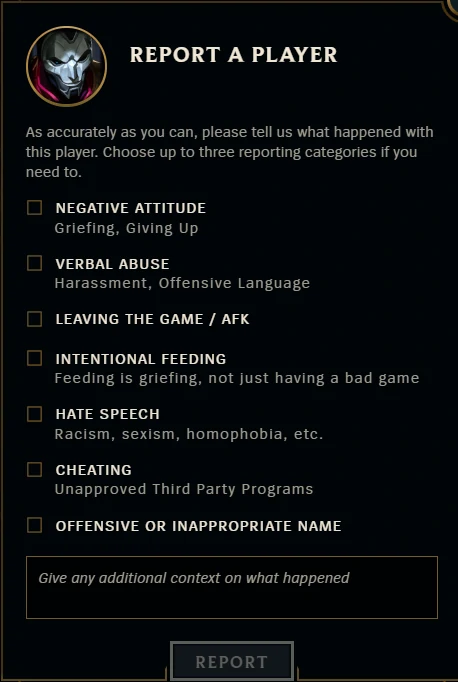 REPORT A PLAYER
As accurately as you can, please tell us what happened with
this player. Choose up to three reporting categories if you
need to.
NEGATIVE ATTITUDE
Griefing, Giving Up
VERBAL ABUSE
Harassment, Offensive Language
LEAVING THE GAME / AFK
INTENTIONAL FEEDING
Feeding is griefing, not just having a bad game
HATE SPEECH
Racism, sexism, homophobia, etc.
CHEATING
Unapproved Third Party Programs
OFFENSIVE OR INAPPROPRIATE NAME
Give any additional context on what happened
REPORT